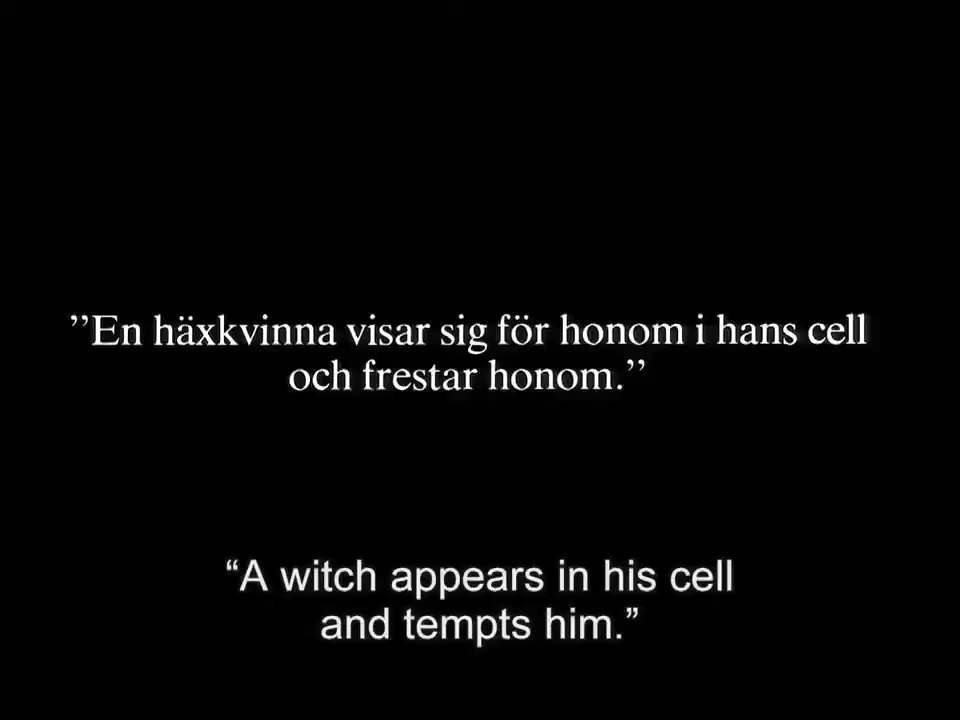 ”En häxkvinna visar sig för honom i hans cell
och frestar honom.”
“A witch appears in his cell
and tempts him.”